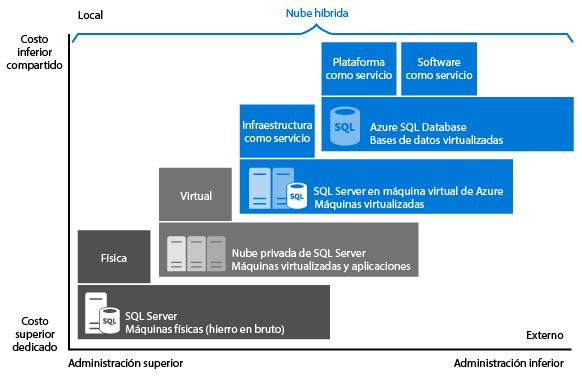 Local
Nube híbrida
Costo
inferior
compartido
Plataforma
como servicio
Software
como servicio
Infraestructura
como servicio
SQL
Azure SQL Database
Bases de datos virtualizadas
Virtual
SQL
SQL Server en máquina virtual de Azure
Máquinas virtualizadas
Física
Nube privada de SQL Server
Máquinas virtualizadas y aplicaciones
SQL
SQL Server
Máquinas físicas (hierro en bruto)
Costo
superior
dedicado
Externo
Administración superior
Administración inferior